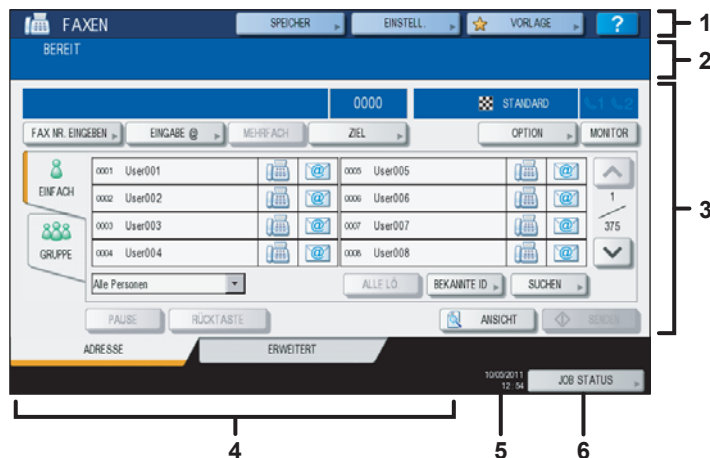 FAXEN SPEICHER EINSTELL. VORLAGE ? 1
BEREIT 2
0000 STANDARD 1 2
FAX NR. EINGEBEN EINGABE @ MEHRFACH ZIEL OPTION MONITOR
EINFACH 0001 User001 0005 User005
0002 User002 0006 User006 1
0003 User003 0007 User007 375 3
GRUPPE 0004 User004 0008 User008
Alle Personen ALLE LÖ BEKANNTE ID SUCHEN
PAUSE RÜCKTASTE ANSICHT SENDEN
ADRESSE ERWEITERT
10/05/2011
12:54 JOB STATUS
4 5 6